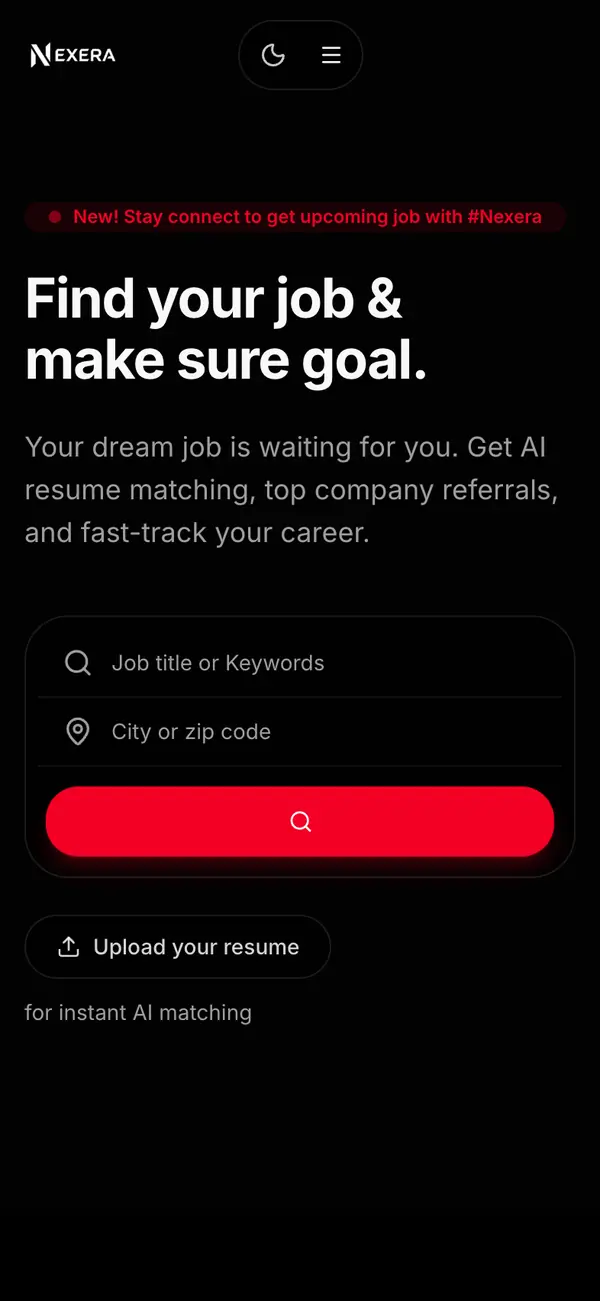 NEXERA
New! Stay connect to get upcoming job with #Nexera
Find your job &
make sure goal.
Your dream job is waiting for you. Get AI
resume matching, top company referrals,
and fast-track your career.
Job title or Keywords
City or zip code
Upload your resume
for instant AI matching